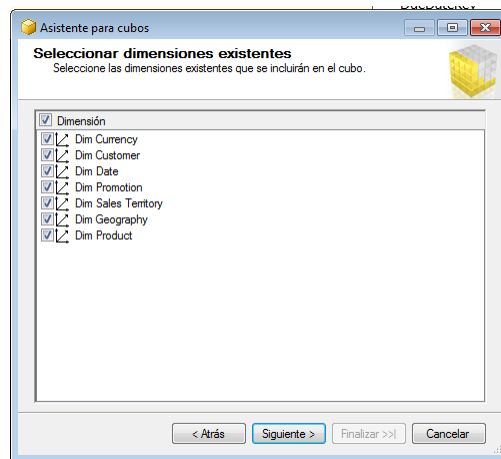 DueDateKey
Asistente para cubos
Seleccionar dimensiones existentes
Seleccione las dimensiones existentes que se incluirán en el cubo.
Dimensión
Dim Currency
Dim Customer
Dim Date
Dim Promotion
Dim Sales Territory
Dim Geography
Dim Product
< Atrás
Siguiente >
Finalizar >>|
Cancelar